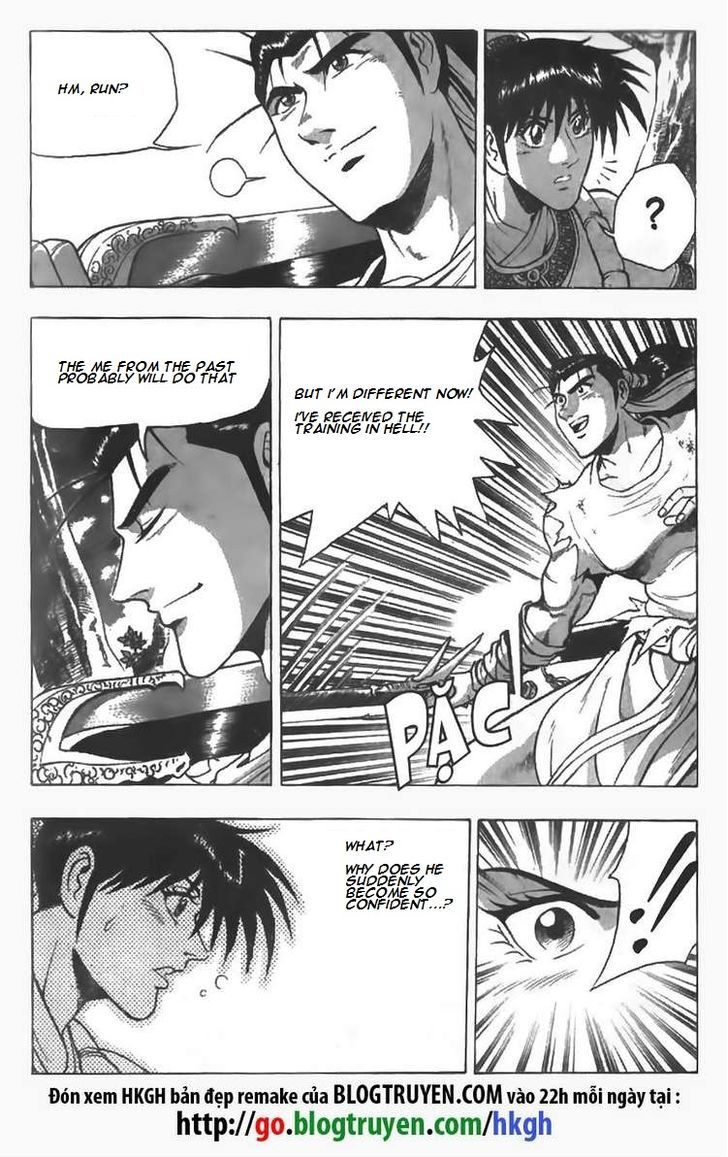 HM, RUN?
?
THE ME FROM THE PAST
PROBABLY WILL DO THAT
BUT I'M DIFFERENT NOW!
I'VE RECEIVED THE
TRAINING IN HELL!!
PẶC!
WHAT?
WHY DOES HE
SUDDENLY
BECOME SO
CONFIDENT...?
!!
Đón xem HKGH bản đẹp remake của BLOGTRUYEN.COM vào 22h mỗi ngày tại :
http://go.blogtruyen.com/hkgh